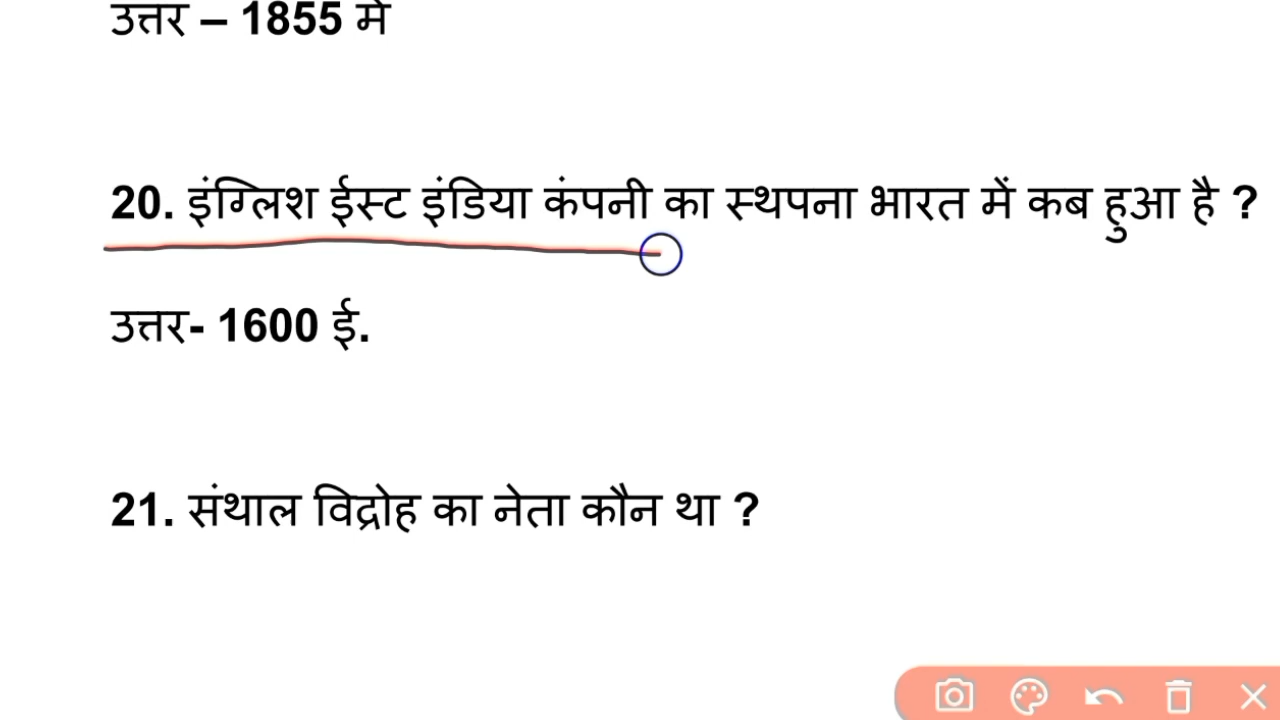 उत्तर – 1855 में
20. इंग्लिश ईस्ट इंडिया कंपनी का स्थपना भारत में कब हुआ है ?
उत्तर- 1600 ई.
21. संथाल विद्रोह का नेता कौन था ?